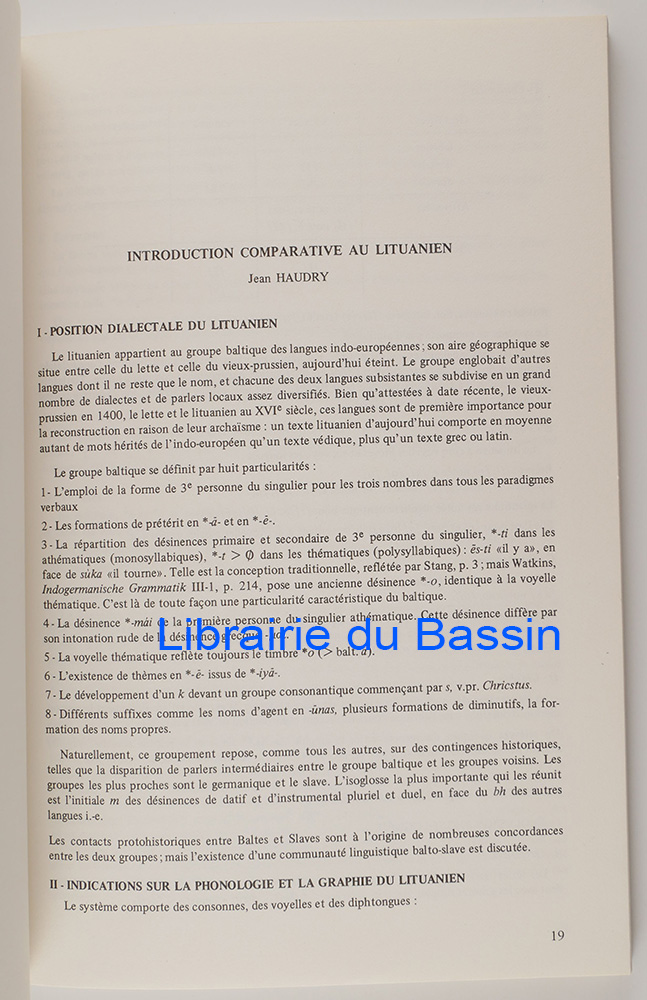 INTRODUCTION COMPARATIVE AU LITUANIEN
Jean HAUDRY
I - POSITION DIALECTALE DU LITUANIEN
Le lituanien appartient au groupe baltique des langues indo-européennes ; son aire géographique se
situe entre celle du lette et celle du vieux-prussien, aujourd'hui éteint. Le groupe englobait d'autres
langues dont il ne reste que le nom, et chacune des deux langues subsistantes se subdivise en un grand
nombre de dialectes et de parlers locaux assez diversifiés. Bien qu'attestées à date récente, le vieux-
prussien en 1400, le lette et le lituanien au XVIe siècle, ces langues sont de première importance pour
la reconstruction en raison de leur archaïsme : un texte lituanien d'aujourd'hui comporte en moyenne
autant de mots hérités de l'indo-européen qu'un texte védique, plus qu'un texte grec ou latin.
Le groupe baltique se définit par huit particularités :
1- L'emploi de la forme de 3e personne du singulier pour les trois nombres dans tous les paradigmes
verbaux
2 - Les formations de prétérit en *-ā- et en *-ē-.
3 - La répartition des désinences primaire et secondaire de 3e personne du singulier, *-ti dans les
athématiques (monosyllabiques), *-t > Ø dans les thématiques (polysyllabiques) : ẽs-ti «il y a», en
face de sùka «il tourne». Telle est la conception traditionnelle, reflétée par Stang, p. 3 ; mais Watkins,
Indogermanische Grammatik III-1, p. 214, pose une ancienne désinence *-o, identique à la voyelle
thématique. C'est là de toute façon une particularité caractéristique du baltique.
4 - La désinence *-mái de la première personne du singulier athématique. Cette désinence diffère par
son intonation rude de la désinence grecque
Librairie du Bassin
5 - La voyelle thématique reflète toujours le timbre *o (> balt. a).
6 - L'existence de thèmes en *-ē- issus de *-iyā-.
7 - Le développement d'un k devant un groupe consonantique commençant par s, v.pr. Chricstus.
8 - Différents suffixes comme les noms d'agent en -ūnas, plusieurs formations de diminutifs, la for-
mation des noms propres.
Naturellement, ce groupement repose, comme tous les autres, sur des contingences historiques,
telles que la disparition de parlers intermédiaires entre le groupe baltique et les groupes voisins. Les
groupes les plus proches sont le germanique et le slave. L'isoglosse la plus importante qui les réunit
est l'initiale m des désinences de datif et d'instrumental pluriel et duel, en face du bh des autres
langues i.-e.
Les contacts protohistoriques entre Baltes et Slaves sont à l'origine de nombreuses concordances
entre les deux groupes ; mais l'existence d'une communauté linguistique balto-slave est discutée.
II - INDICATIONS SUR LA PHONOLOGIE ET LA GRAPHIE DU LITUANIEN
Le système comporte des consonnes, des voyelles et des diphtongues :
19